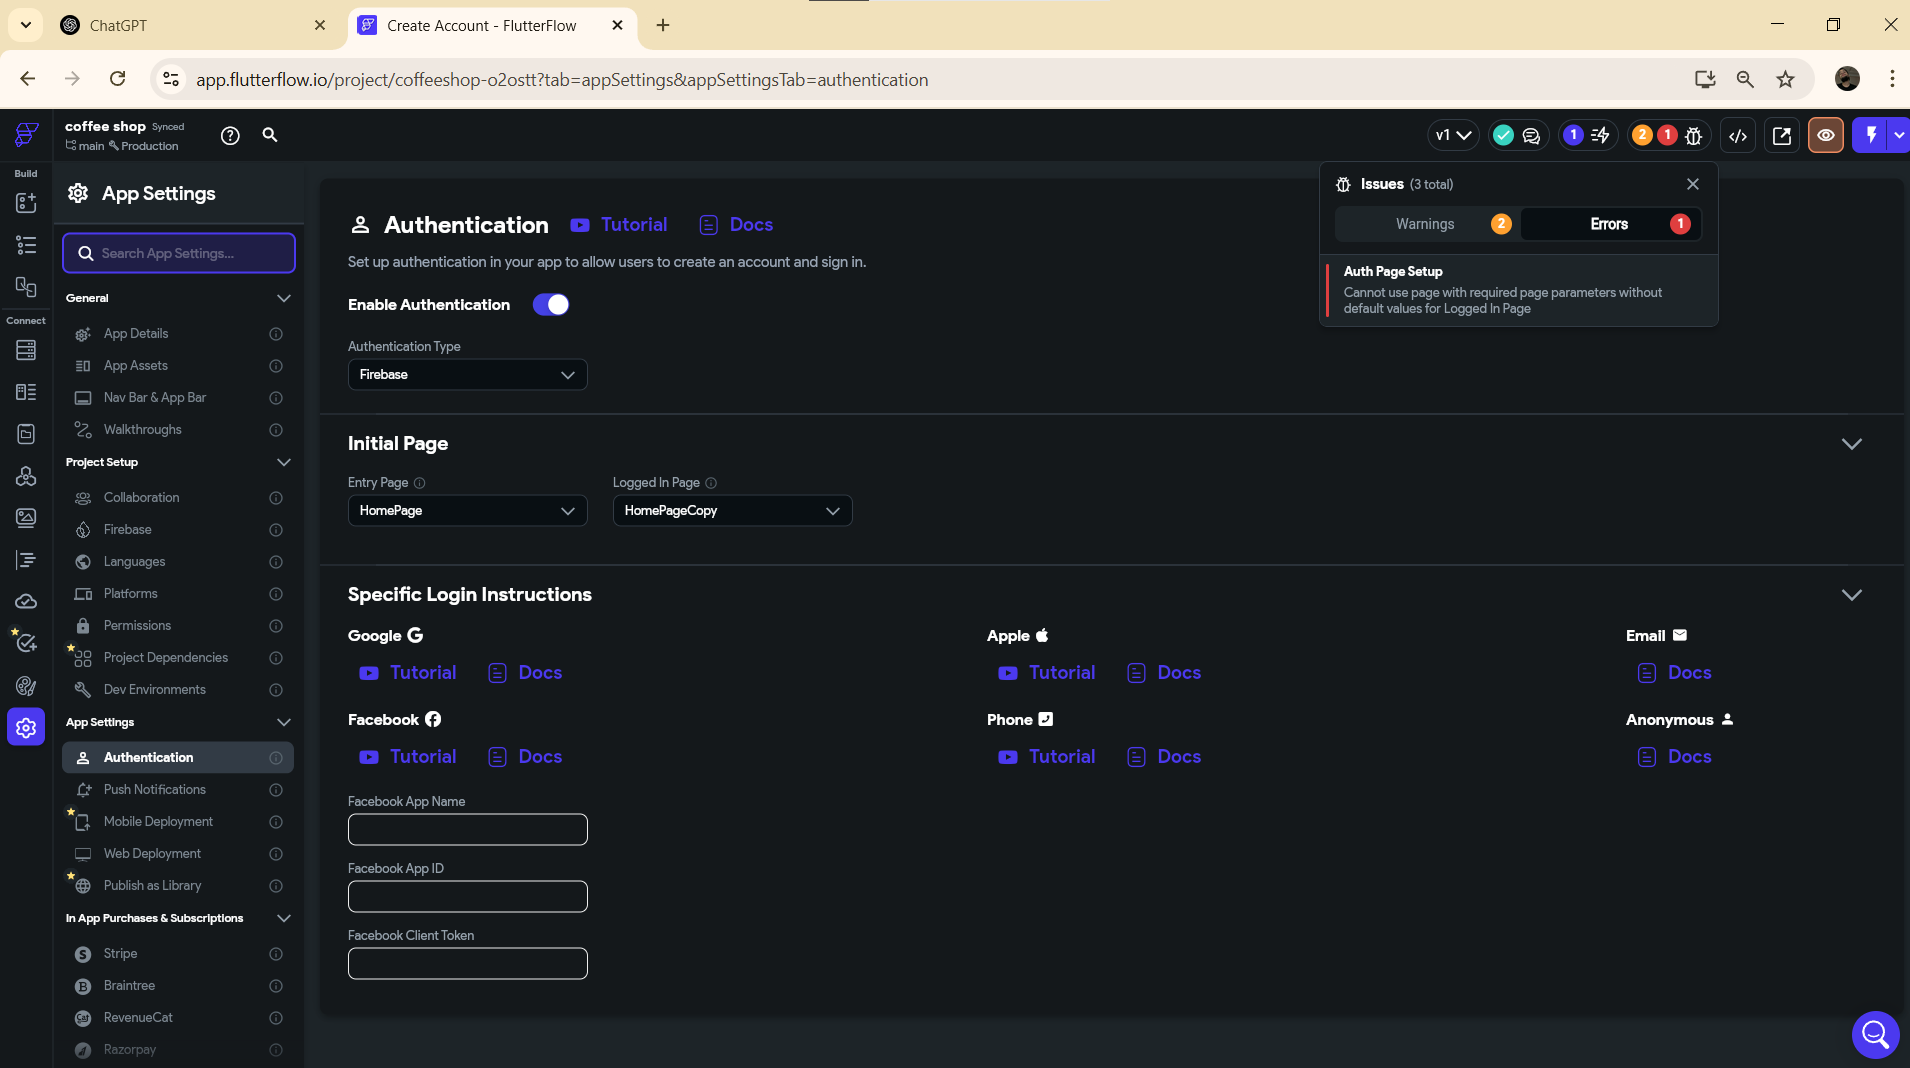 ChatGPT
Create Account - FlutterFlow
app.flutterflow.io/project/coffeeshop-o2ostt?tab=appSettings&appSettingsTab=authentication
coffee shop Synced
main Production
v1
1
2 1
Build
Connect
App Settings
Search App Settings...
General
App Details
App Assets
Nav Bar & App Bar
Walkthroughs
Project Setup
Collaboration
Firebase
Languages
Platforms
Permissions
Project Dependencies
Dev Environments
App Settings
Authentication
Push Notifications
Mobile Deployment
Web Deployment
Publish as Library
In App Purchases & Subscriptions
Stripe
Braintree
RevenueCat
Razorpay
Authentication Tutorial Docs
Set up authentication in your app to allow users to create an account and sign in.
Enable Authentication
Authentication Type
Firebase
Issues (3 total)
Warnings 2 Errors 1
Auth Page Setup
Cannot use page with required page parameters without
default values for Logged In Page
Initial Page
Entry Page Logged In Page
HomePage HomePageCopy
Specific Login Instructions
Google Apple Email
Tutorial Docs Tutorial Docs Docs
Facebook Phone Anonymous
Tutorial Docs Tutorial Docs Docs
Facebook App Name
Facebook App ID
Facebook Client Token